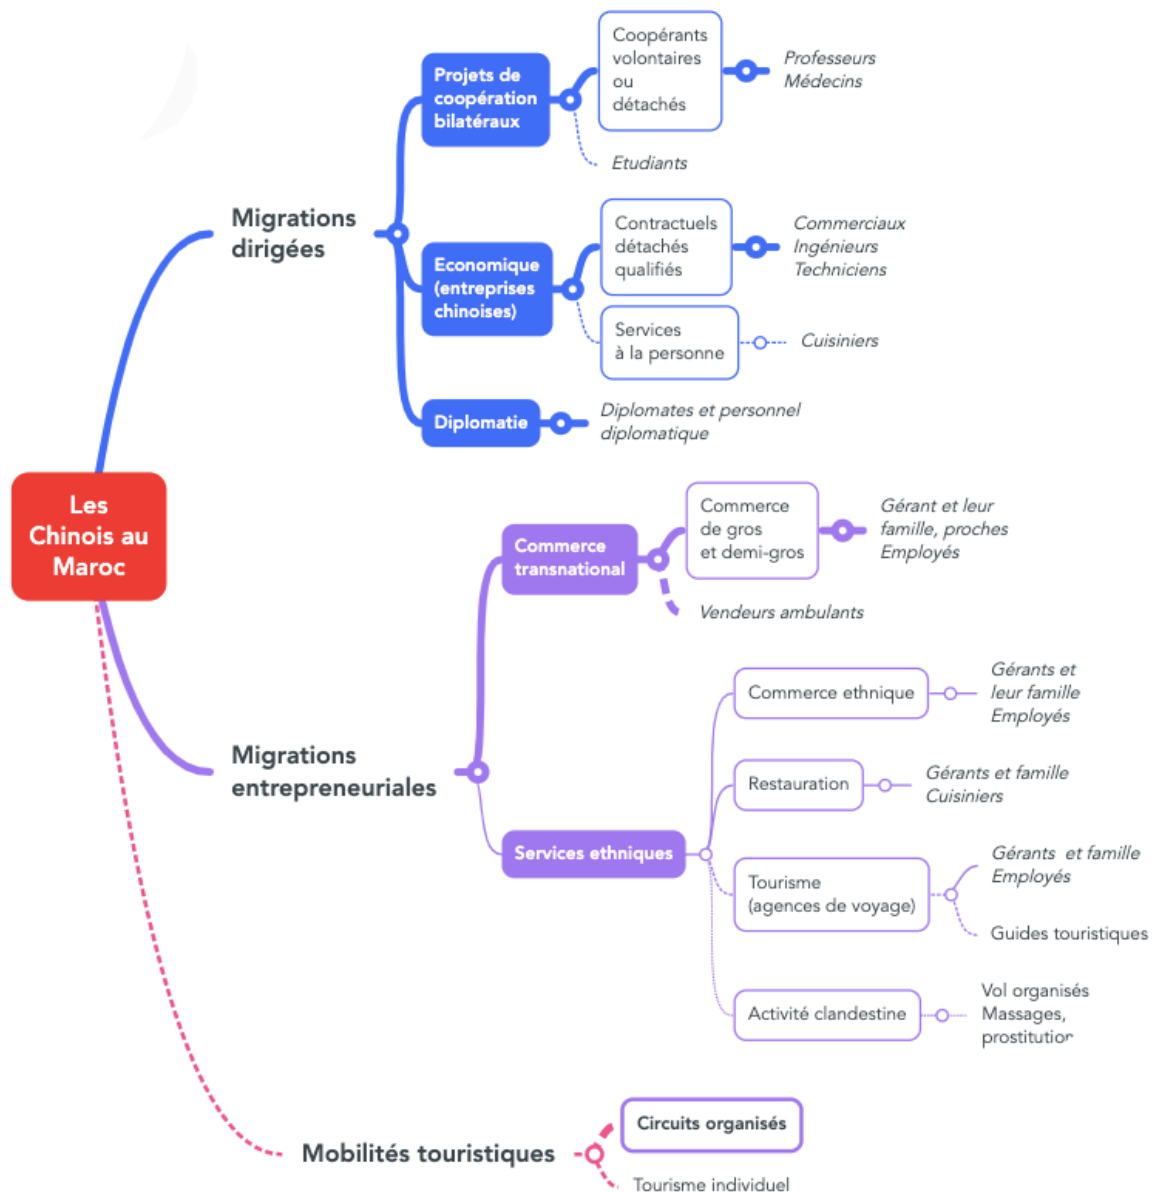 Les
Chinois au
Maroc
Migrations
dirigées
Projets de
coopération
bilatéraux
Coopérants
volontaires
ou
détachés
Professeurs
Médecins
Etudiants
Economique
(entreprises
chinoises)
Contractuels
détachés
qualifiés
Commerciaux
Ingénieurs
Techniciens
Services
à la personne
Cuisiniers
Diplomatie
Diplomates et personnel
diplomatique
Migrations
entrepreneuriales
Commerce
transnational
Commerce
de gros
et demi-gros
Gérant et leur
famille, proches
Employés
Vendeurs ambulants
Services ethniques
Commerce ethnique
Gérants et
leur famille
Employés
Restauration
Gérants et famille
Cuisiniers
Tourisme
(agences de voyage)
Gérants et famille
Employés
Guides touristiques
Activité clandestine
Vol organisés
Massages,
prostitution
Mobilités touristiques
Circuits organisés
Tourisme individuel